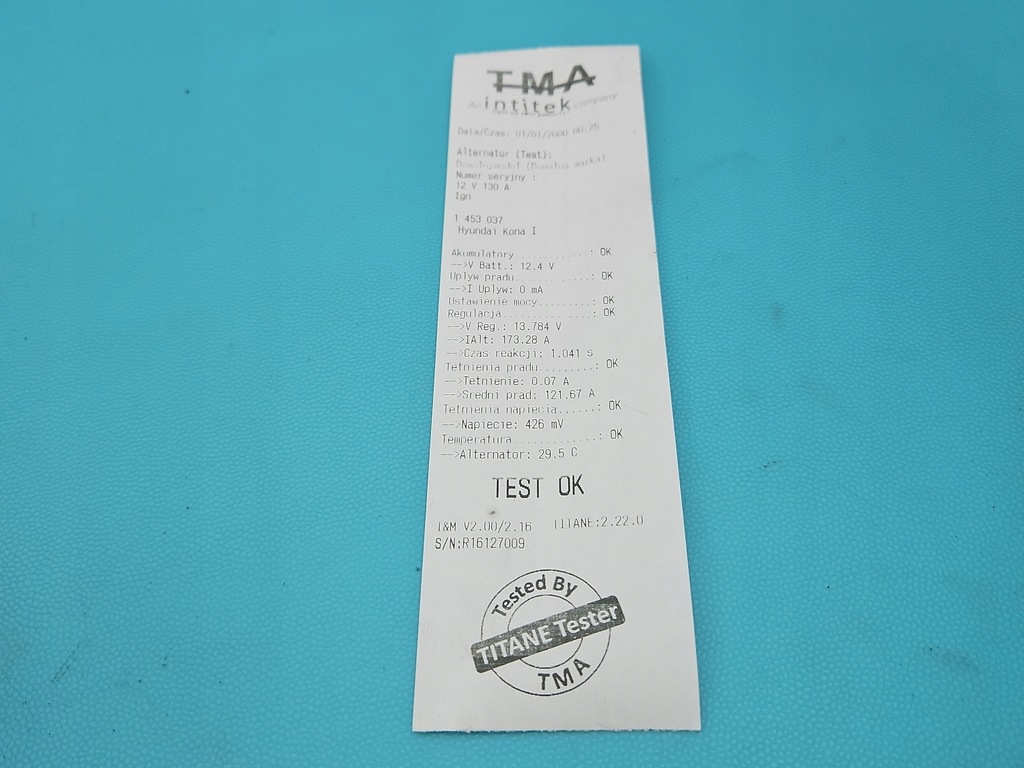 TMA
An intitek company
Data/Czas: 01/01/2000 00:25
Alternator (Test):
(Dowolna marka)
Numer seryjny :
12 V 130 A
Ign
1 453 037
Hyundai Kona I
Akumulatory..........: OK
-->V Batt.: 12.4 V
Uplyw pradu..........: OK
-->I Uplyw: 0 mA
Ustawienie mocy.......: OK
Regulacja............: OK
-->V Reg.: 13.784 V
-->IAlt: 173.28 A
-->Czas reakcji: 1.041 s
Tetnienia pradu.........: OK
-->Tetnienie: 0.07 A
-->Sredni prad: 121.67 A
Tetnienia napiecia......: OK
-->Napiecie: 426 mV
Temperatura............: OK
-->Alternator: 29.5 C
TEST OK
I&M V2.00/2.16 TITANE:2.22.0
S/N:R16127009
Tested By
TITANE Tester
TMA